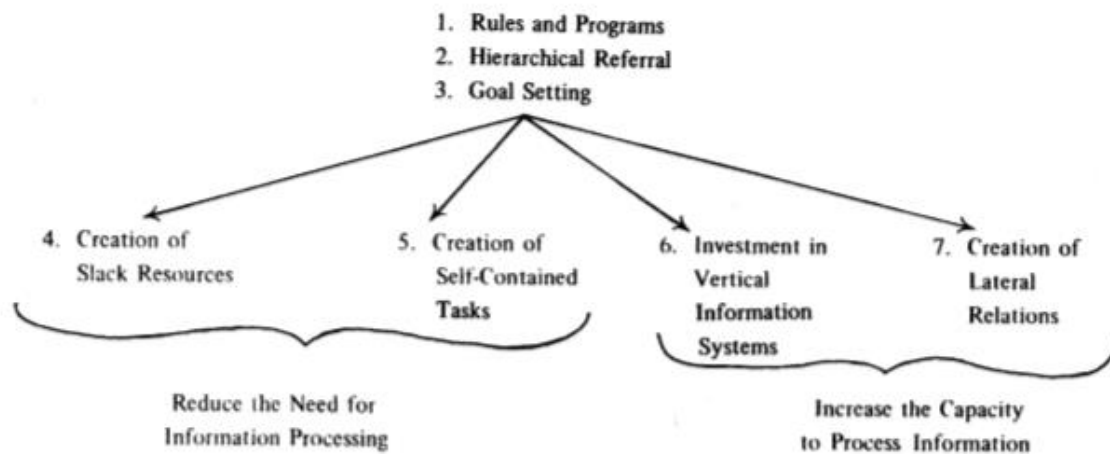 1. Rules and Programs
2. Hierarchical Referral
3. Goal Setting
4. Creation of
Slack Resources
5. Creation of
Self-Contained
Tasks
6. Investment in
Vertical
Information
Systems
7. Creation of
Lateral
Relations
Reduce the Need for
Information Processing
Increase the Capacity
to Process Information